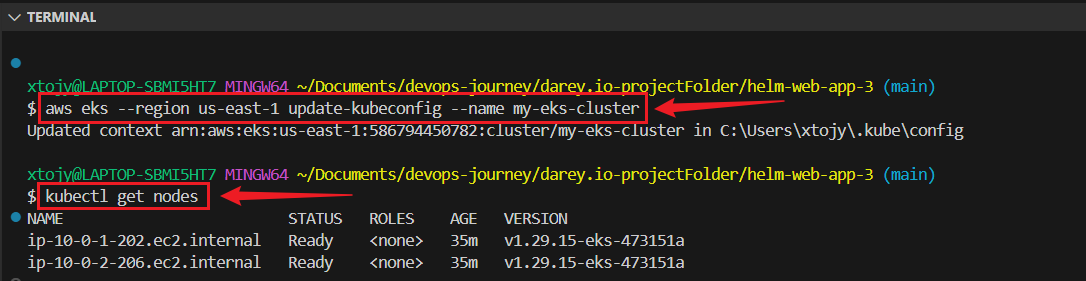 TERMINAL
xtojy@LAPTOP-SBMI5HT7 MINGW64 ~/Documents/devops-journey/darey.io-projectFolder/helm-web-app-3 (main)
$ aws eks --region us-east-1 update-kubeconfig --name my-eks-cluster
Updated context arn:aws:eks:us-east-1:586794450782:cluster/my-eks-cluster in C:\Users\xtojy\.kube\config
xtojy@LAPTOP-SBMI5HT7 MINGW64 ~/Documents/devops-journey/darey.io-projectFolder/helm-web-app-3 (main)
$ kubectl get nodes
NAME STATUS ROLES AGE VERSION
ip-10-0-1-202.ec2.internal Ready <none> 35m v1.29.15-eks-473151a
ip-10-0-2-206.ec2.internal Ready <none> 35m v1.29.15-eks-473151a